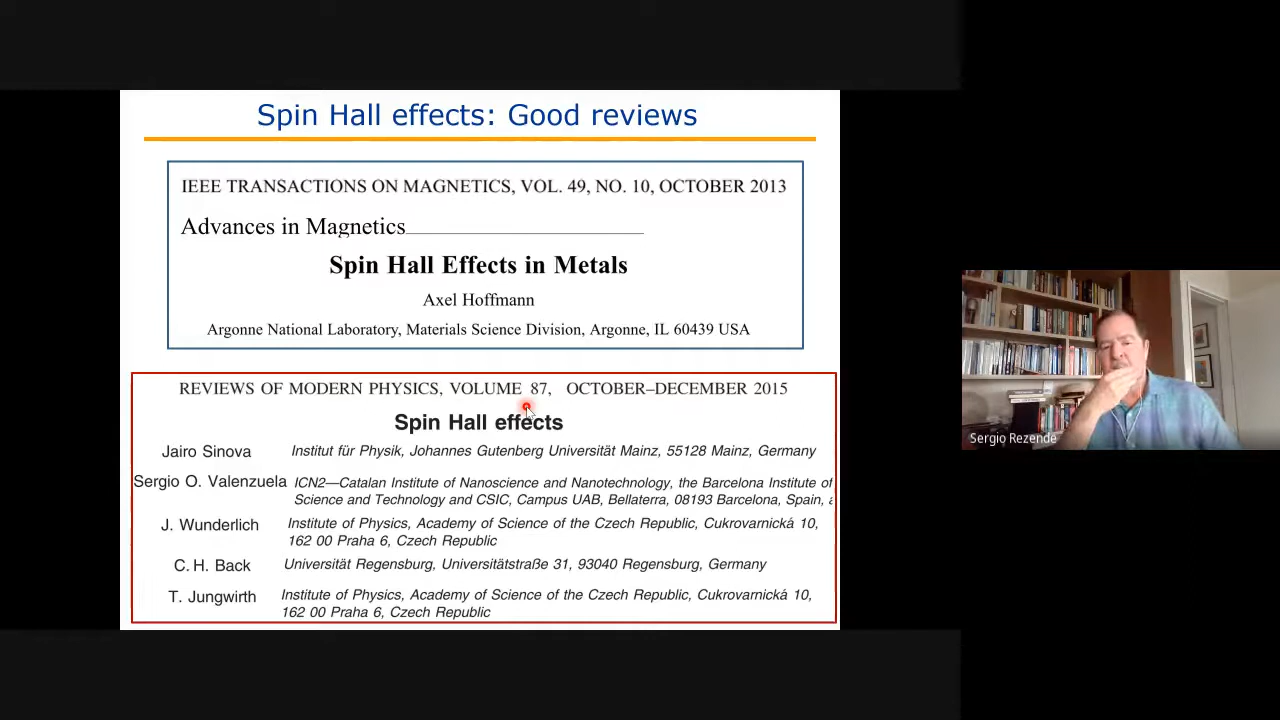 Spin Hall effects: Good reviews
IEEE TRANSACTIONS ON MAGNETICS, VOL. 49, NO. 10, OCTOBER 2013
Advances in Magnetics
Spin Hall Effects in Metals
Axel Hoffmann
Argonne National Laboratory, Materials Science Division, Argonne, IL 60439 USA
REVIEWS OF MODERN PHYSICS, VOLUME 87, OCTOBER–DECEMBER 2015
Spin Hall effects
Jairo Sinova Institut für Physik, Johannes Gutenberg Universität Mainz, 55128 Mainz, Germany
Sergio O. Valenzuela ICN2—Catalan Institute of Nanoscience and Nanotechnology, the Barcelona Institute of
Science and Technology and CSIC, Campus UAB, Bellaterra, 08193 Barcelona, Spain,
J. Wunderlich Institute of Physics, Academy of Science of the Czech Republic, Cukrovarnická 10,
162 00 Praha 6, Czech Republic
C. H. Back Universität Regensburg, Universitätstraße 31, 93040 Regensburg, Germany
T. Jungwirth Institute of Physics, Academy of Science of the Czech Republic, Cukrovarnická 10,
162 00 Praha 6, Czech Republic
Sergio Rezende